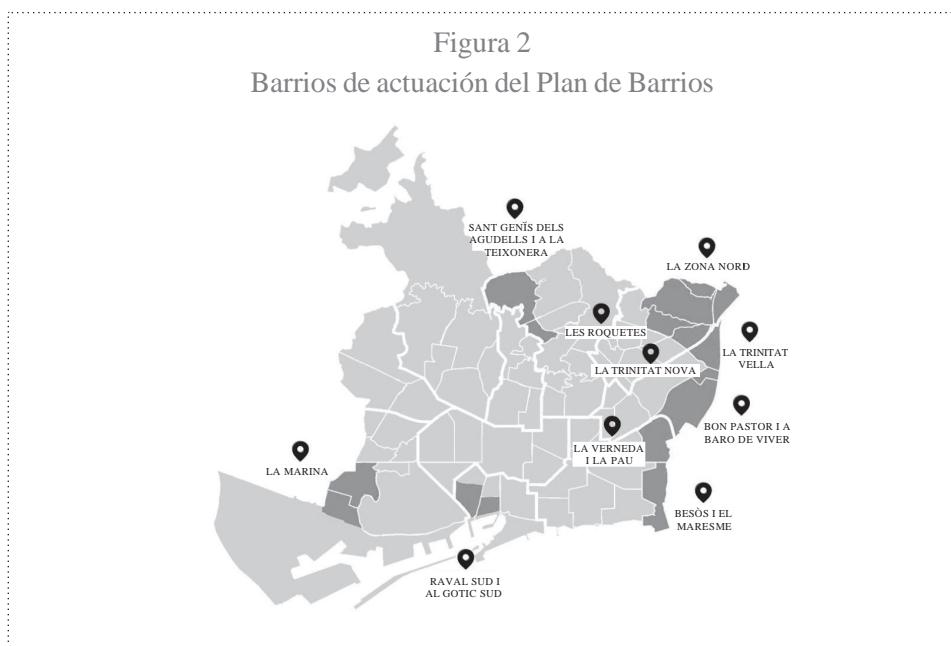 Figura 2
Barrios de actuación del Plan de Barrios
SANT GENÏS DELS
AGUDELLS I A LA
TEIXONERA
LA ZONA NORD
LES ROQUETES
LA TRINITAT
VELLA
LA TRINITAT NOVA
BON PASTOR I A
BARO DE VIVER
LA VERNEDA
I LA PAU
LA MARINA
BESÒS I EL
MARESME
RAVAL SUD I
AL GOTIC SUD